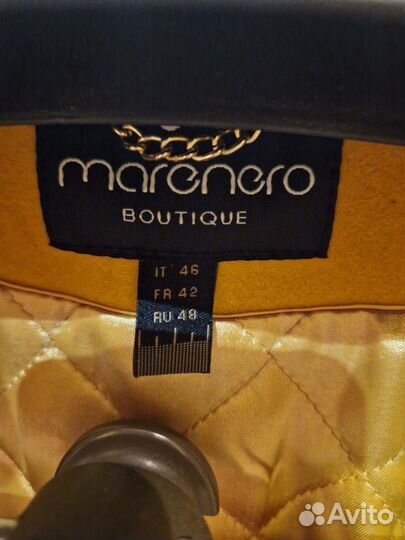 marenero
BOUTIQUE
IT 46
FR 42
RU 48
Avito